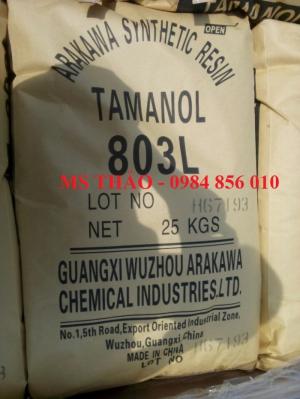 ARAKAWA SYNTHETIC RESIN
OPEN
TAMANOL
803L
MS THẢO - 0984 856 010
LOT NO H67193
NET 25 KGS
GUANGXI WUZHOU ARAKAWA
CHEMICAL INDUSTRIES.LTD.
No.1,5th Road,Export Oriented Industrial Zone.
Wuzhou,Guangxi China
MADE IN CHINA
LOT NO